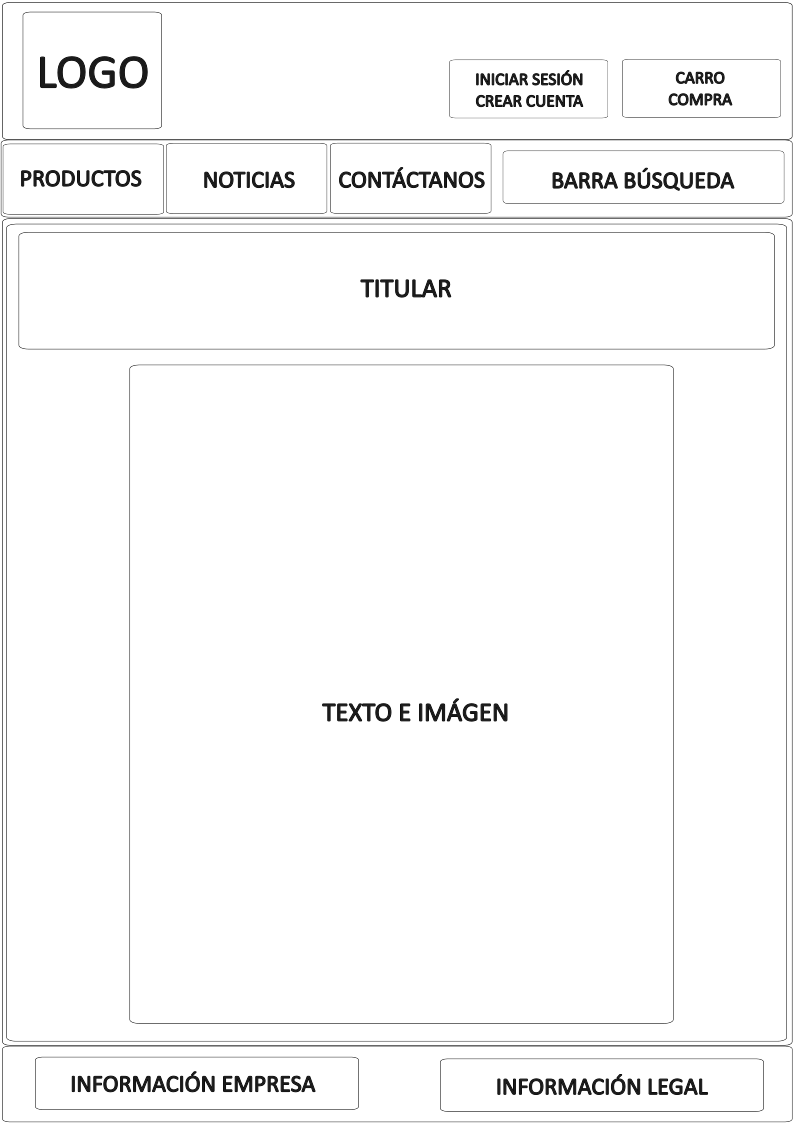 LOGO
INICIAR SESIÓN
CREAR CUENTA
CARRO
COMPRA
PRODUCTOS
NOTICIAS
CONTÁCTANOS
BARRA BÚSQUEDA
TITULAR
TEXTO E IMÁGEN
INFORMACIÓN EMPRESA
INFORMACIÓN LEGAL